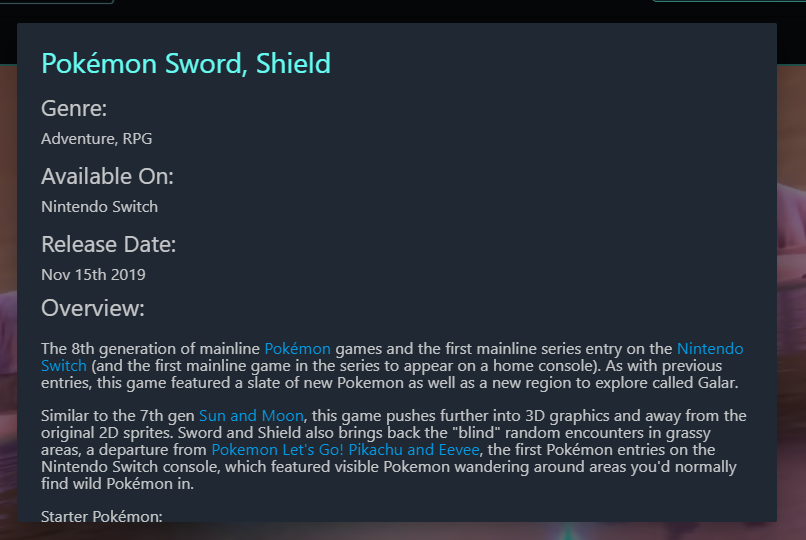 Pokémon Sword, Shield
Genre:
Adventure, RPG
Available On:
Nintendo Switch
Release Date:
Nov 15th 2019
Overview:
The 8th generation of mainline Pokémon games and the first mainline series entry on the Nintendo
Switch (and the first mainline game in the series to appear on a home console). As with previous
entries, this game featured a slate of new Pokemon as well as a new region to explore called Galar.
Similar to the 7th gen Sun and Moon, this game pushes further into 3D graphics and away from the
original 2D sprites. Sword and Shield also brings back the "blind" random encounters in grassy
areas, a departure from Pokemon Let's Go! Pikachu and Eevee, the first Pokémon entries on the
Nintendo Switch console, which featured visible Pokemon wandering around areas you'd normally
find wild Pokémon in.
Starter Pokémon: